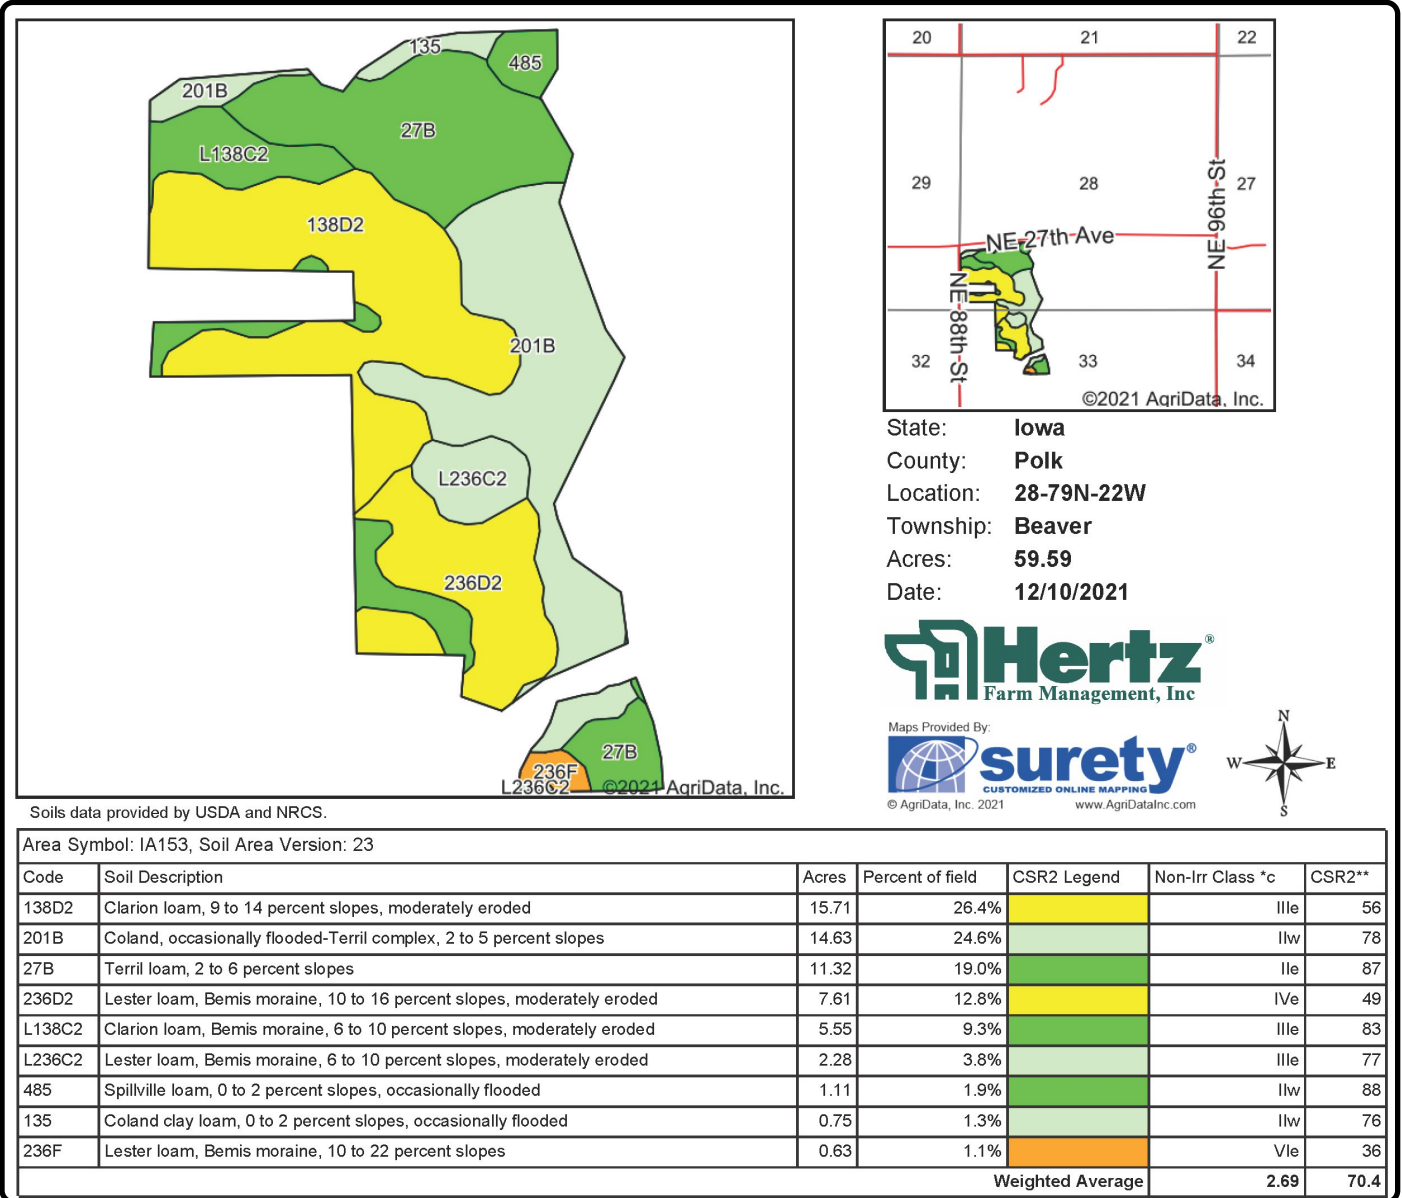 135
485
201B
27B
L138C2
138D2
201B
L236C2
236D2
27B
236F
L236C2
©2021 AgriData, Inc.
20
21
22
29
28
27
NE 96th St
NE 27th Ave
NE 88th St
32
33
34
©2021 AgriData, Inc.
State: Iowa
County: Polk
Location: 28-79N-22W
Township: Beaver
Acres: 59.59
Date: 12/10/2021
Hertz®
Farm Management, Inc
Maps Provided By:
surety®
CUSTOMIZED ONLINE MAPPING
© AgriData, Inc. 2021 www.AgriDataInc.com
N
W E
S
Soils data provided by USDA and NRCS.
Area Symbol: IA153, Soil Area Version: 23
Code Soil Description Acres Percent of field CSR2 Legend Non-Irr Class *c CSR2**
138D2 Clarion loam, 9 to 14 percent slopes, moderately eroded 15.71 26.4% IIIe 56
201B Coland, occasionally flooded-Terril complex, 2 to 5 percent slopes 14.63 24.6% IIw 78
27B Terril loam, 2 to 6 percent slopes 11.32 19.0% IIe 87
236D2 Lester loam, Bemis moraine, 10 to 16 percent slopes, moderately eroded 7.61 12.8% IVe 49
L138C2 Clarion loam, Bemis moraine, 6 to 10 percent slopes, moderately eroded 5.55 9.3% IIIe 83
L236C2 Lester loam, Bemis moraine, 6 to 10 percent slopes, moderately eroded 2.28 3.8% IIIe 77
485 Spillville loam, 0 to 2 percent slopes, occasionally flooded 1.11 1.9% IIw 88
135 Coland clay loam, 0 to 2 percent slopes, occasionally flooded 0.75 1.3% IIw 76
236F Lester loam, Bemis moraine, 10 to 22 percent slopes 0.63 1.1% VIe 36
Weighted Average 2.69 70.4